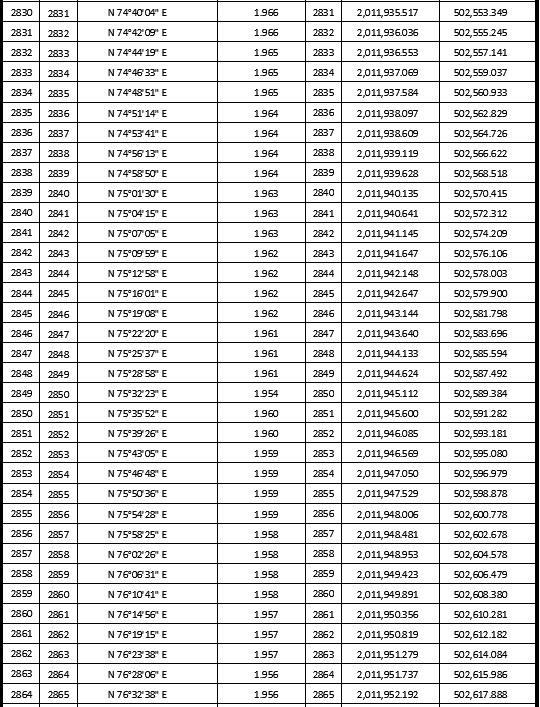 2830 2831 N 74°40'04" E 1.966 2831 2,011,935.517 502,553.349
2831 2832 N 74°42'09" E 1.966 2832 2,011,936.036 502,555.245
2832 2833 N 74°44'19" E 1.965 2833 2,011,936.553 502,557.141
2833 2834 N 74°46'33" E 1.965 2834 2,011,937.069 502,559.037
2834 2835 N 74°48'51" E 1.965 2835 2,011,937.584 502,560.933
2835 2836 N 74°51'14" E 1.964 2836 2,011,938.097 502,562.829
2836 2837 N 74°53'41" E 1.964 2837 2,011,938.609 502,564.726
2837 2838 N 74°56'13" E 1.964 2838 2,011,939.119 502,566.622
2838 2839 N 74°58'50" E 1.964 2839 2,011,939.628 502,568.518
2839 2840 N 75°01'30" E 1.963 2840 2,011,940.135 502,570.415
2840 2841 N 75°04'15" E 1.963 2841 2,011,940.641 502,572.312
2841 2842 N 75°07'05" E 1.963 2842 2,011,941.145 502,574.209
2842 2843 N 75°09'59" E 1.962 2843 2,011,941.647 502,576.106
2843 2844 N 75°12'58" E 1.962 2844 2,011,942.148 502,578.003
2844 2845 N 75°16'01" E 1.962 2845 2,011,942.647 502,579.900
2845 2846 N 75°19'08" E 1.962 2846 2,011,943.144 502,581.798
2846 2847 N 75°22'20" E 1.961 2847 2,011,943.640 502,583.696
2847 2848 N 75°25'37" E 1.961 2848 2,011,944.133 502,585.594
2848 2849 N 75°28'58" E 1.961 2849 2,011,944.624 502,587.492
2849 2850 N 75°32'23" E 1.954 2850 2,011,945.112 502,589.384
2850 2851 N 75°35'52" E 1.960 2851 2,011,945.600 502,591.282
2851 2852 N 75°39'26" E 1.960 2852 2,011,946.085 502,593.181
2852 2853 N 75°43'05" E 1.959 2853 2,011,946.569 502,595.080
2853 2854 N 75°46'48" E 1.959 2854 2,011,947.050 502,596.979
2854 2855 N 75°50'36" E 1.959 2855 2,011,947.529 502,598.878
2855 2856 N 75°54'28" E 1.959 2856 2,011,948.006 502,600.778
2856 2857 N 75°58'25" E 1.958 2857 2,011,948.481 502,602.678
2857 2858 N 76°02'26" E 1.958 2858 2,011,948.953 502,604.578
2858 2859 N 76°06'31" E 1.958 2859 2,011,949.423 502,606.479
2859 2860 N 76°10'41" E 1.958 2860 2,011,949.891 502,608.380
2860 2861 N 76°14'56" E 1.957 2861 2,011,950.356 502,610.281
2861 2862 N 76°19'15" E 1.957 2862 2,011,950.819 502,612.182
2862 2863 N 76°23'38" E 1.957 2863 2,011,951.279 502,614.084
2863 2864 N 76°28'06" E 1.956 2864 2,011,951.737 502,615.986
2864 2865 N 76°32'38" E 1.956 2865 2,011,952.192 502,617.888